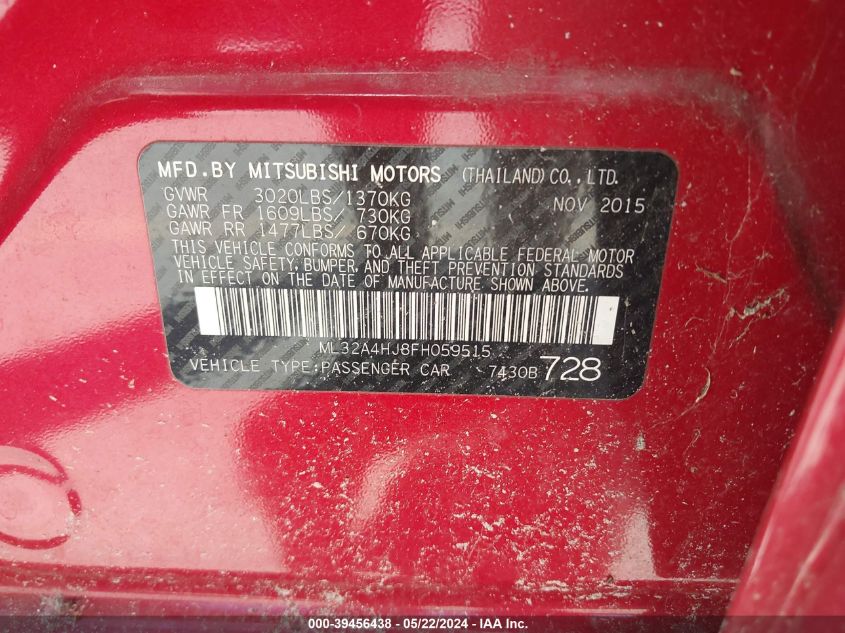 MFD.BY MITSUBISHI MOTORS (THAILAND) CO., LTD.
GVWR 3020LBS/1370KG NOV 2015
GAWR FR 1609LBS/ 730KG
GAWR RR 1477LBS/ 670KG
THIS VEHICLE CONFORMS TO ALL APPLICABLE FEDERAL MOTOR
VEHICLE SAFETY, BUMPER, AND THEFT PREVENTION STANDARDS
IN EFFECT ON THE DATE OF MANUFACTURE SHOWN ABOVE.
ML32A4HJ8FH059515
VEHICLE TYPE:PASSENGER CAR 7430B 728
000-39456438 - 05/22/2024 - IAA, Inc.